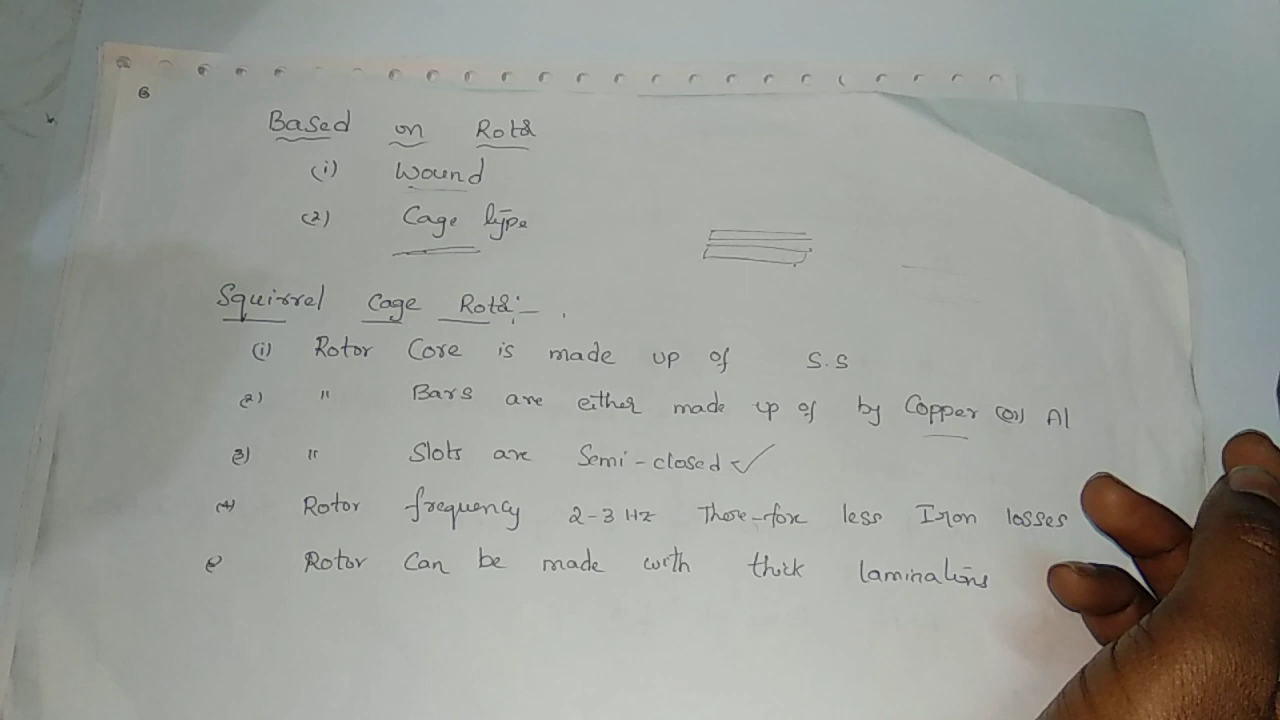 6
Based on Rotor
(i) Wound
(2) Cage type
Squirrel Cage Rotor:-
(i) Rotor Core is made up of S.S
(2) " Bars are either made up of by Copper (or) Al
3) " Slots are Semi-closed ✓
(4) Rotor frequency 2-3 Hz There-fore less Iron losses
Rotor Can be made with thick laminations